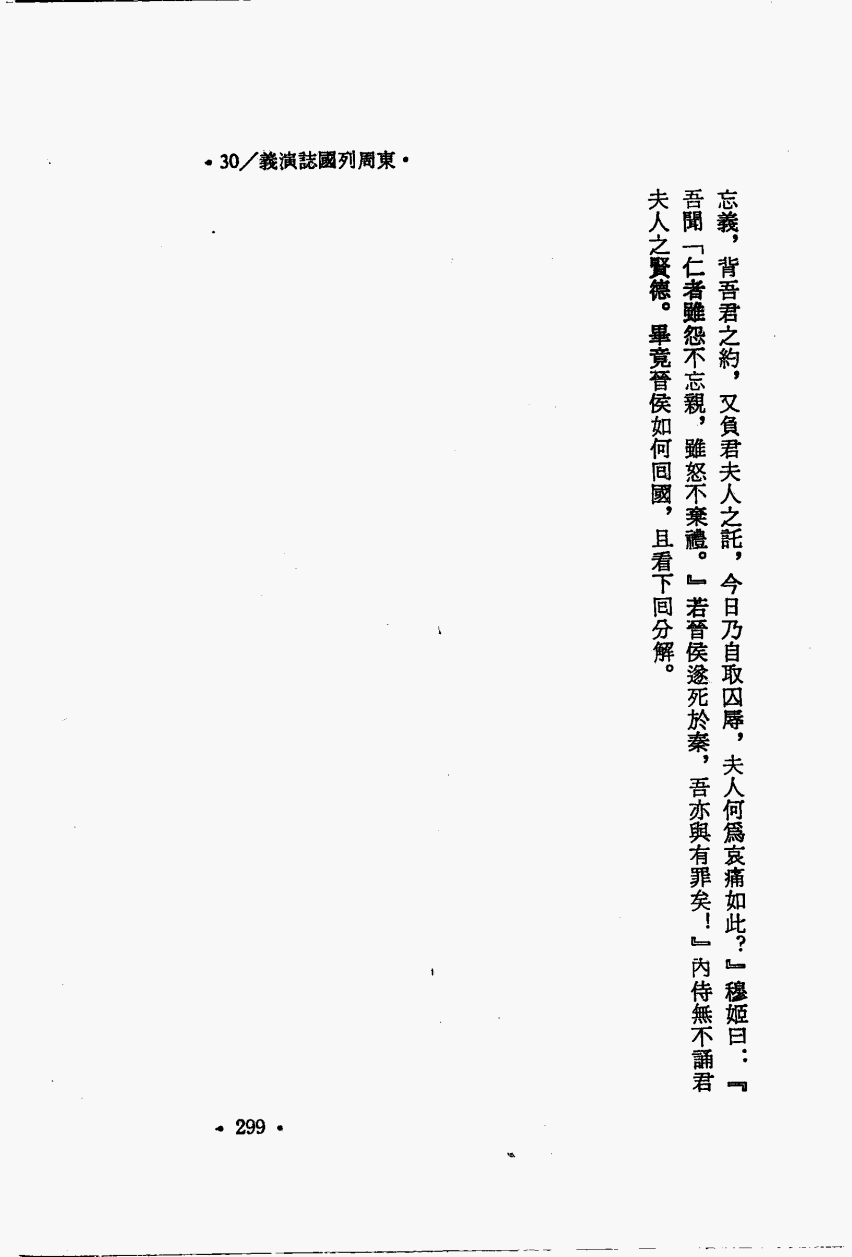 •30／義演誌國列周東•
忘義，背吾君之約，又負君夫人之託，今日乃自取囚辱，夫人何爲哀痛如此？』穆姬曰：『
吾聞「仁者雖怨不忘親，雖怒不棄禮。』若晉侯遂死於秦，吾亦與有罪矣！』內侍無不誦君
夫人之賢德。畢竟晉侯如何回國，且看下回分解。
•299•